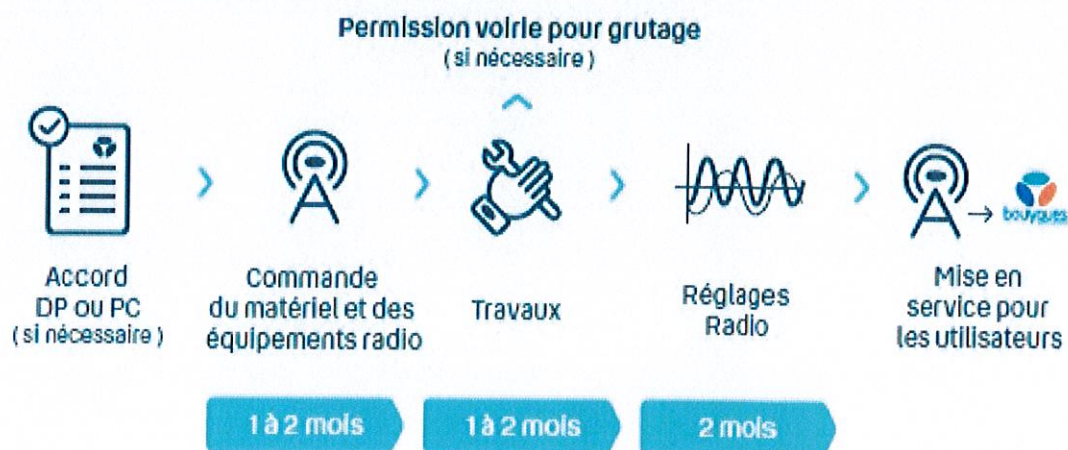 Permission voirie pour grutage
( si nécessaire )
Accord
DP ou PC
( si nécessaire )
Commande
du matériel et des
équipements radio
Travaux
Réglages
Radio
bouygues
Mise en
service pour
les utilisateurs
1 à 2 mois
1 à 2 mois
2 mois